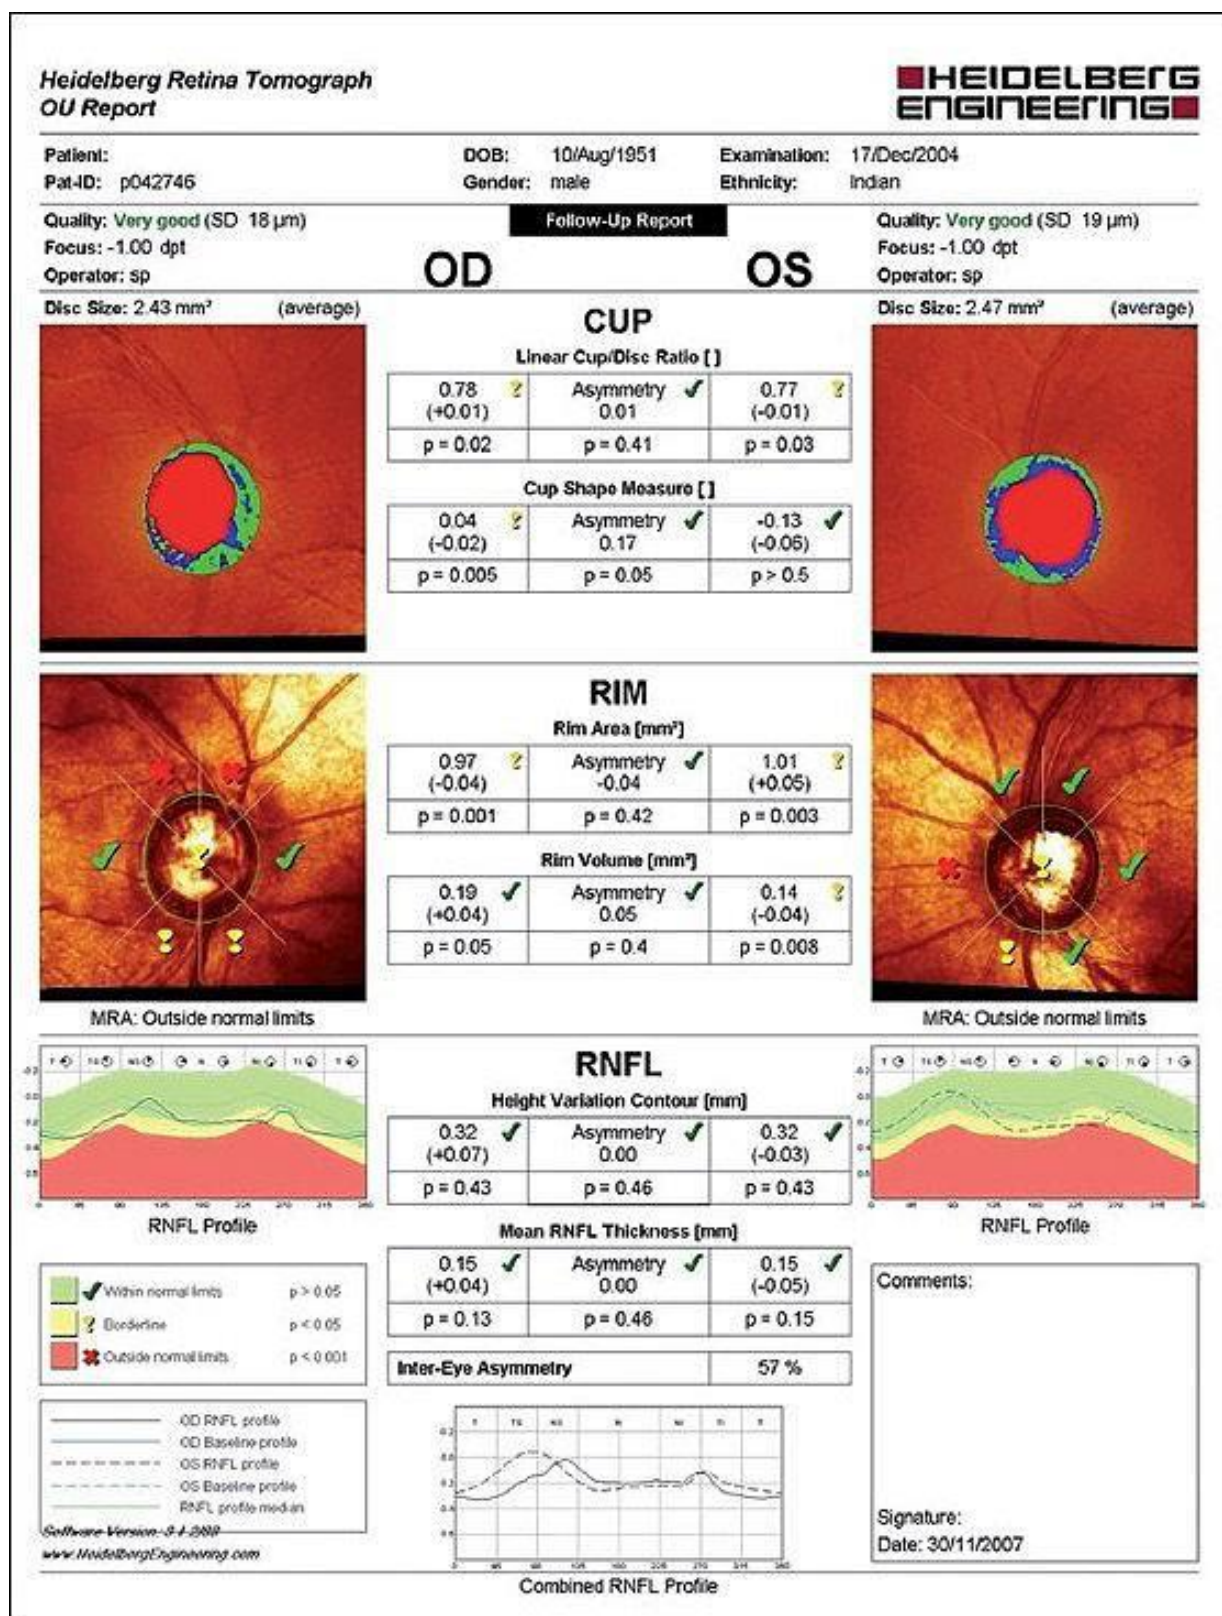 Heidelberg Retina Tomograph
OU Report
HEIDELBERG
ENGINEERING
Patient:
DOB: 10/Aug/1951
Examination: 17/Dec/2004
Pat-ID: p042746
Gender: male
Ethnicity: Indian
Quality: Very good (SD 18 µm)
Follow-Up Report
Quality: Very good (SD 19 µm)
Focus: -1.00 dpt
Focus: -1.00 dpt
Operator: sp
OD
OS
Operator: sp
Disc Size: 2.43 mm² (average)
Disc Size: 2.47 mm² (average)
CUP
Linear Cup/Disc Ratio [ ]
0.78 Asymmetry 0.77
(+0.01) 0.01 (-0.01)
p = 0.02 p = 0.41 p = 0.03
Cup Shape Measure [ ]
0.04 Asymmetry -0.13
(-0.02) 0.17 (-0.06)
p = 0.005 p = 0.05 p > 0.5
RIM
Rim Area [mm²]
0.97 Asymmetry 1.01
(-0.04) -0.04 (+0.05)
p = 0.001 p = 0.42 p = 0.003
Rim Volume [mm³]
0.19 Asymmetry 0.14
(+0.04) 0.05 (-0.04)
p = 0.05 p = 0.4 p = 0.008
MRA: Outside normal limits
MRA: Outside normal limits
RNFL
Height Variation Contour [mm]
0.32 Asymmetry 0.32
(+0.07) 0.00 (-0.03)
p = 0.43 p = 0.46 p = 0.43
RNFL Profile
RNFL Profile
Mean RNFL Thickness [mm]
0.15 Asymmetry 0.15
(+0.04) 0.00 (-0.05)
p = 0.13 p = 0.46 p = 0.15
Inter-Eye Asymmetry 57 %
Within normal limits p > 0.05
Borderline p < 0.05
Outside normal limits p < 0.001
Comments:
OD RNFL profile
OD Baseline profile
OS RNFL profile
OS Baseline profile
RNFL profile median
Software Version:
www.HeidelbergEngineering.com
Combined RNFL Profile
Signature:
Date: 30/11/2007